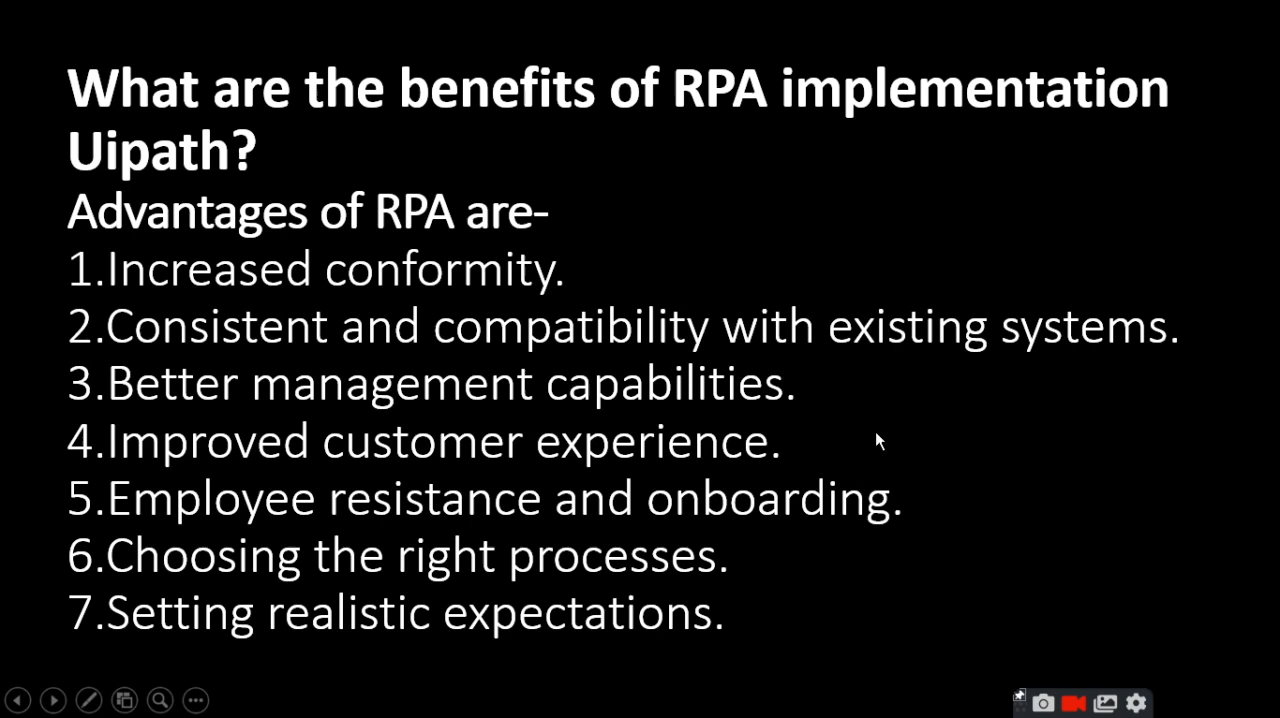 What are the benefits of RPA implementation
Uipath?
Advantages of RPA are-
1.Increased conformity.
2.Consistent and compatibility with existing systems.
3.Better management capabilities.
4.Improved customer experience.
5.Employee resistance and onboarding.
6.Choosing the right processes.
7.Setting realistic expectations.